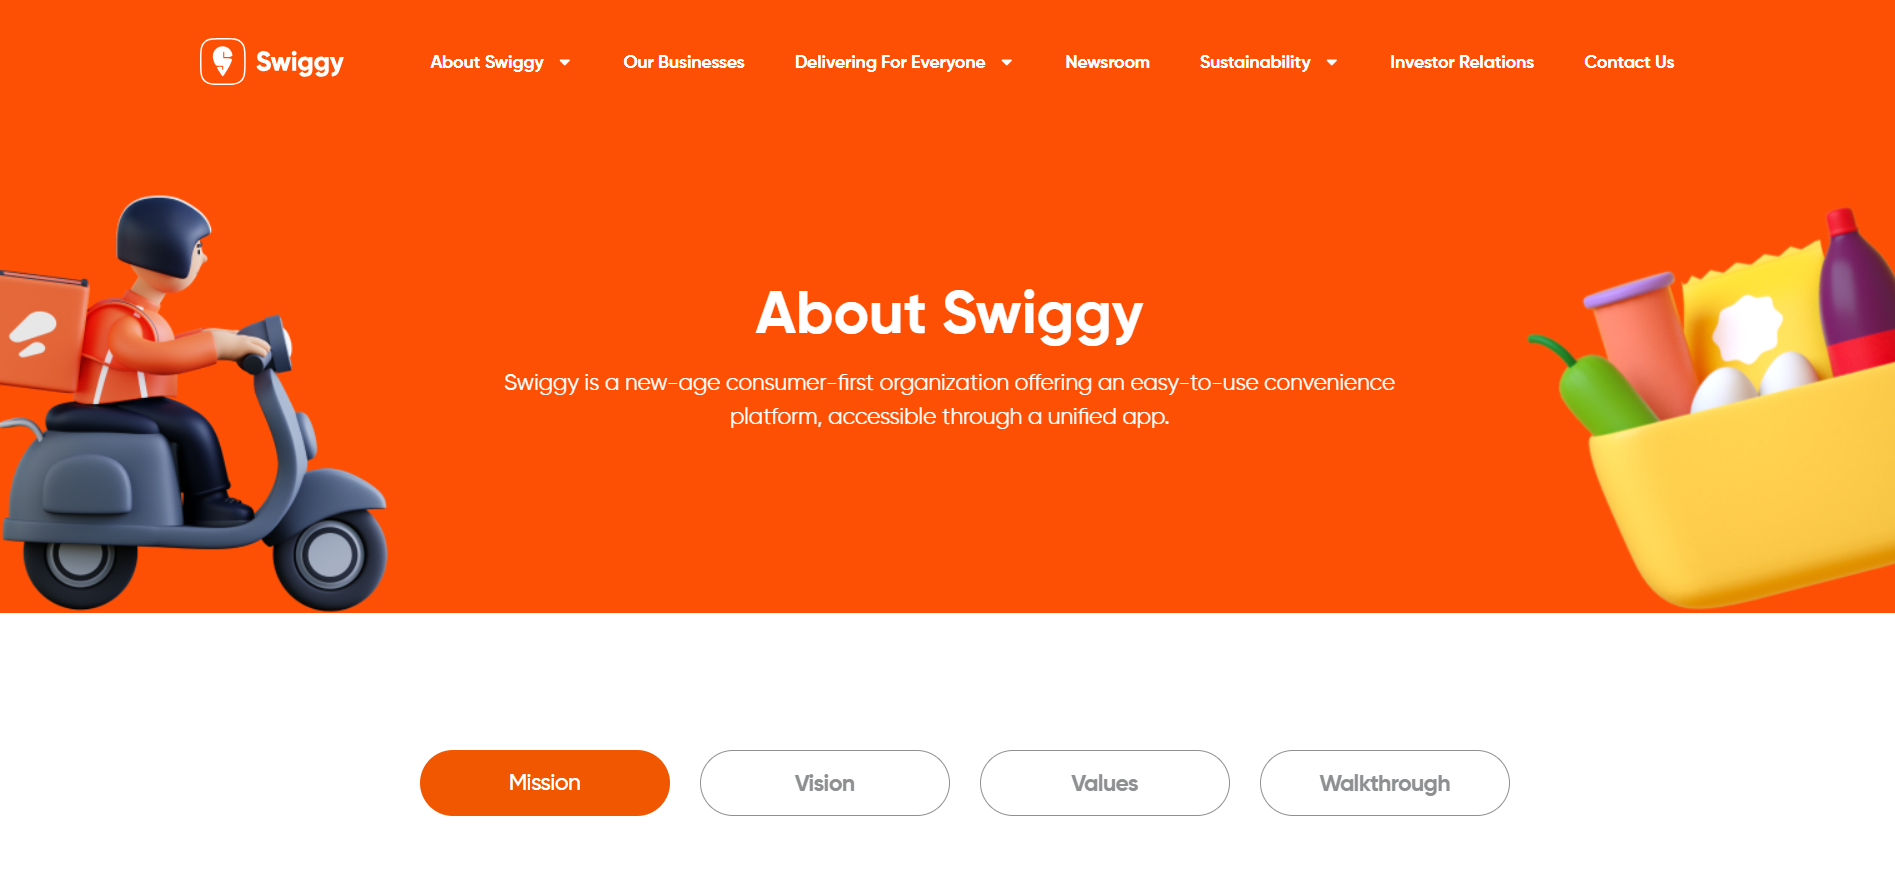 Swiggy
About Swiggy
Our Businesses
Delivering For Everyone
Newsroom
Sustainability
Investor Relations
Contact Us
About Swiggy
Swiggy is a new-age consumer-first organization offering an easy-to-use convenience
platform, accessible through a unified app.
Mission
Vision
Values
Walkthrough